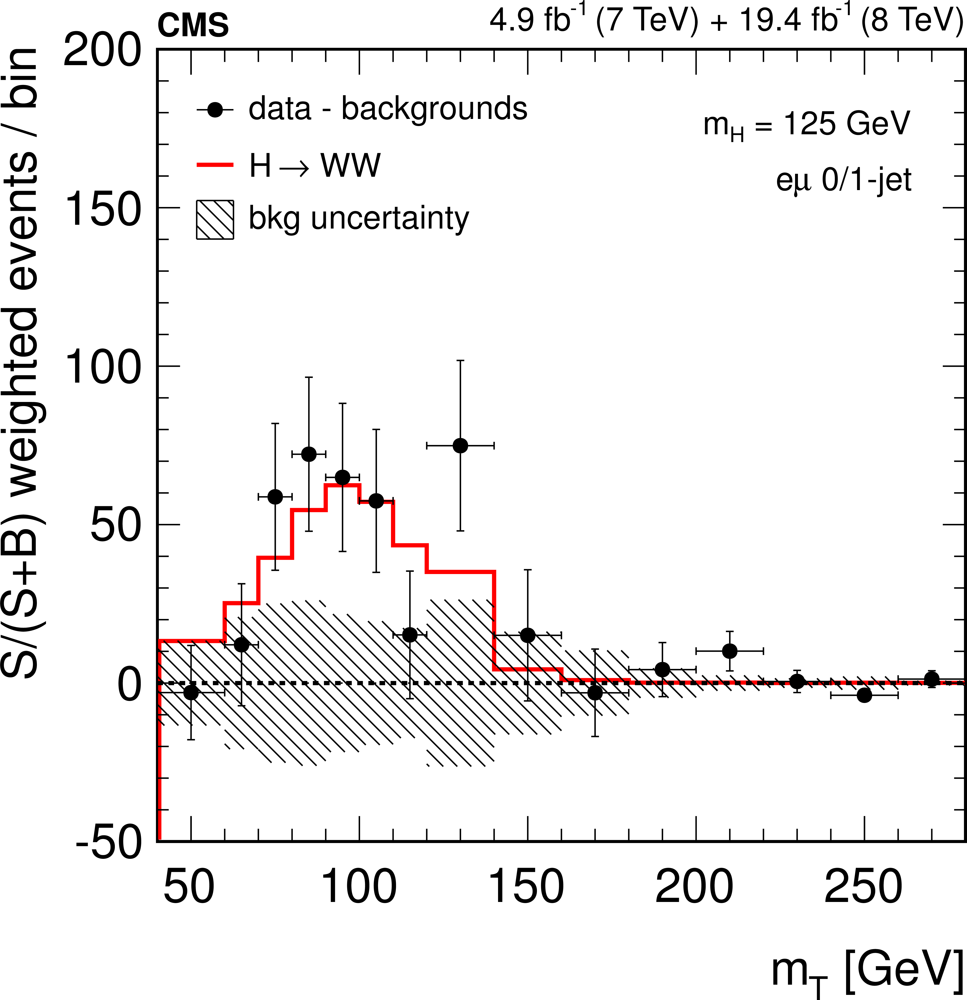 CMS 4.9 fb⁻¹ (7 TeV) + 19.4 fb⁻¹ (8 TeV)
S/(S+B) weighted events / bin
200
150
100
50
0
-50
data - backgrounds
H → WW
bkg uncertainty
m_H = 125 GeV
eμ 0/1-jet
50 100 150 200 250
m_T [GeV]